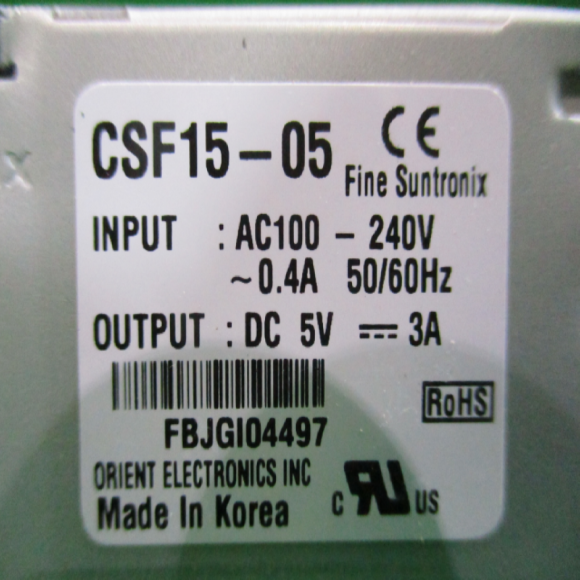 CSF15-05 CE
Fine Suntronix
INPUT : AC100 - 240V
~0.4A 50/60Hz
OUTPUT : DC 5V ⎓ 3A
RoHS
FBJGI04497
ORIENT ELECTRONICS INC
Made In Korea
c RU US